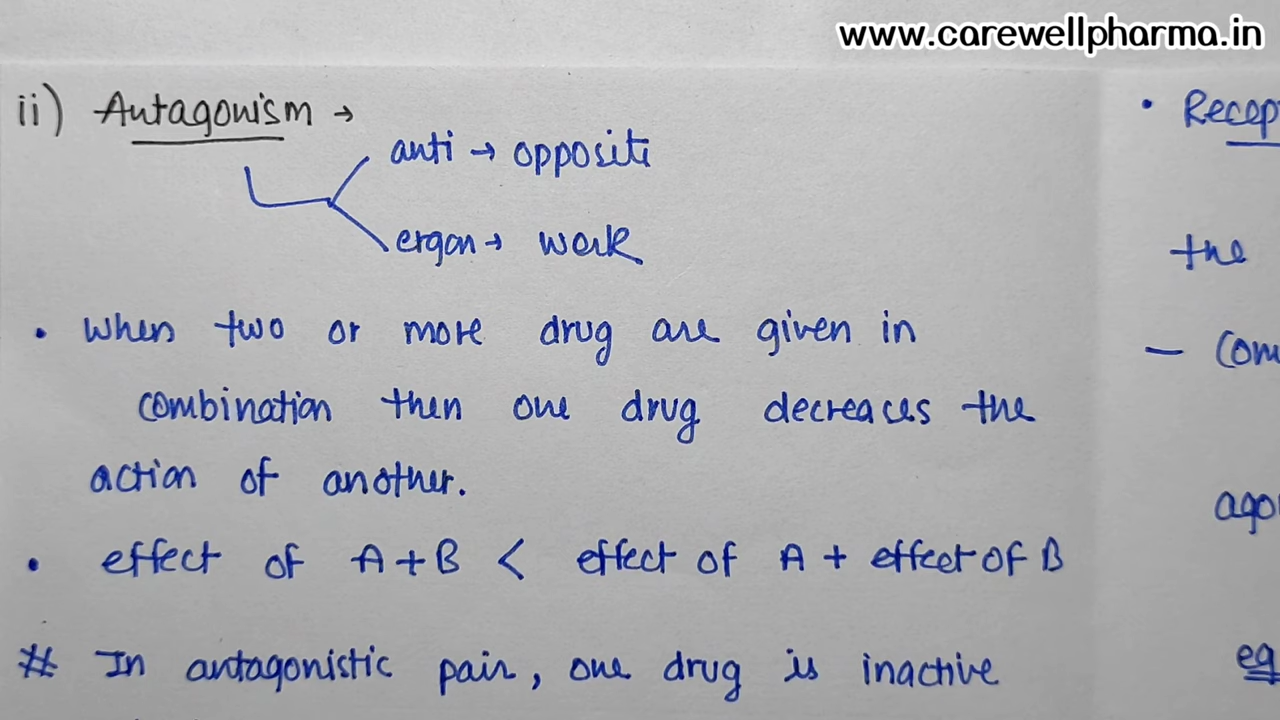 www.carewellpharma.in
ii) Antagonism →
anti → opposite
ergon → work
• When two or more drug are given in
combination then one drug decreaces the
action of another.
• effect of A + B < effect of A + effect of B
# In antagonistic pair, one drug is inactive
• Recep
the
— Com
ago
eg